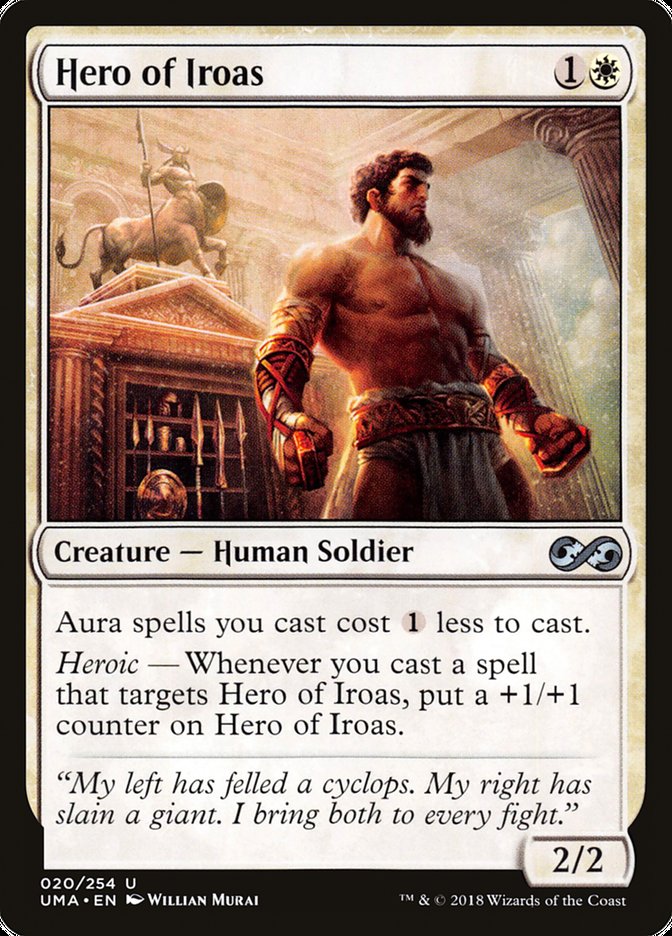 Hero of Iroas 1
Creature — Human Soldier
Aura spells you cast cost 1 less to cast.
Heroic — Whenever you cast a spell
that targets Hero of Iroas, put a +1/+1
counter on Hero of Iroas.
“My left has felled a cyclops. My right has
slain a giant. I bring both to every fight.”
2/2
020/254 U
UMA • EN Willian Murai
™ & © 2018 Wizards of the Coast